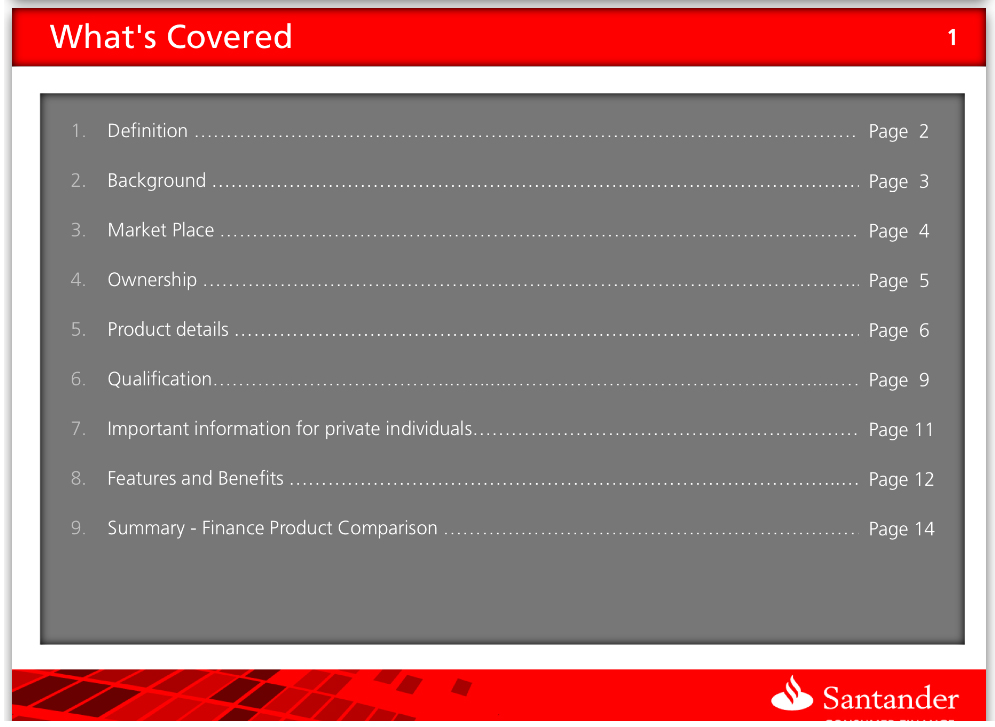 What's Covered 1
1. Definition ........................................ Page 2
2. Background ........................................ Page 3
3. Market Place ........................................ Page 4
4. Ownership ........................................ Page 5
5. Product details ........................................ Page 6
6. Qualification........................................ Page 9
7. Important information for private individuals........................................ Page 11
8. Features and Benefits ........................................ Page 12
9. Summary - Finance Product Comparison ........................................ Page 14
Santander